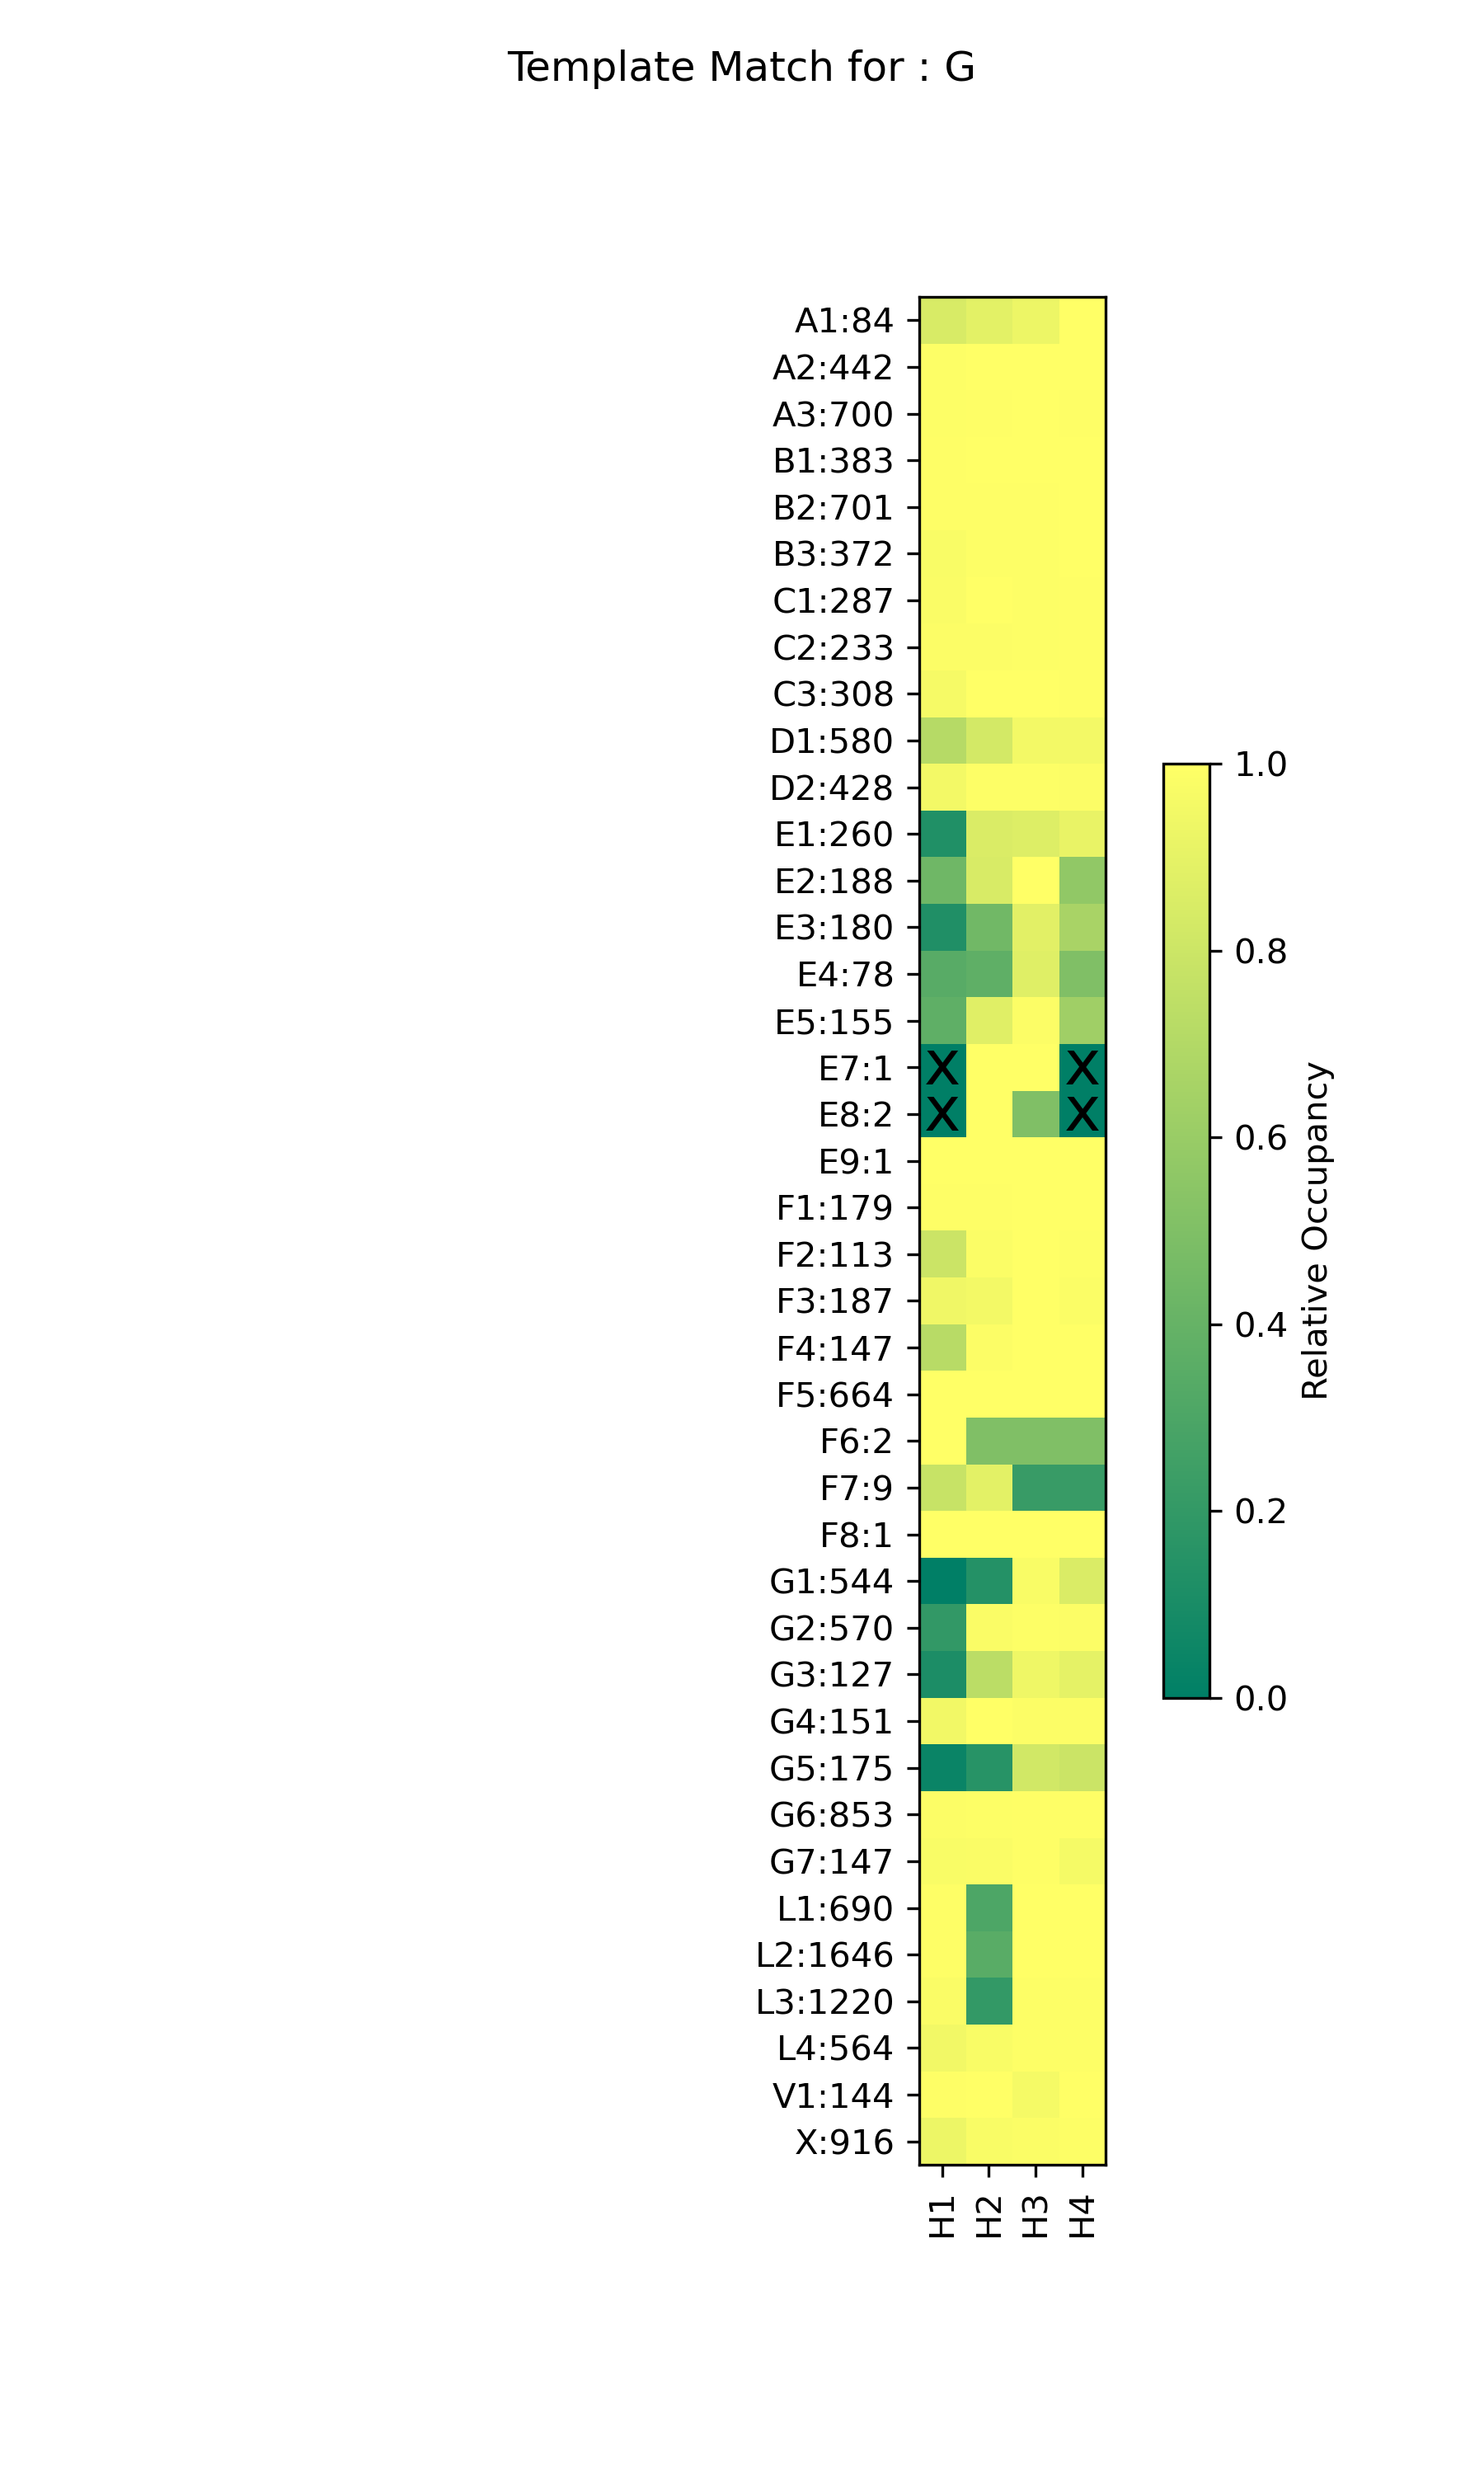 Template Match for : G
A1:84
A2:442
A3:700
B1:383
B2:701
B3:372
C1:287
C2:233
C3:308
D1:580
D2:428
E1:260
E2:188
E3:180
E4:78
E5:155
E7:1 X X
E8:2 X X
E9:1
F1:179
F2:113
F3:187
F4:147
F5:664
F6:2
F7:9
F8:1
G1:544
G2:570
G3:127
G4:151
G5:175
G6:853
G7:147
L1:690
L2:1646
L3:1220
L4:564
V1:144
X:916
H1 H2 H3 H4
1.0
0.8
0.6
0.4
0.2
0.0
Relative Occupancy